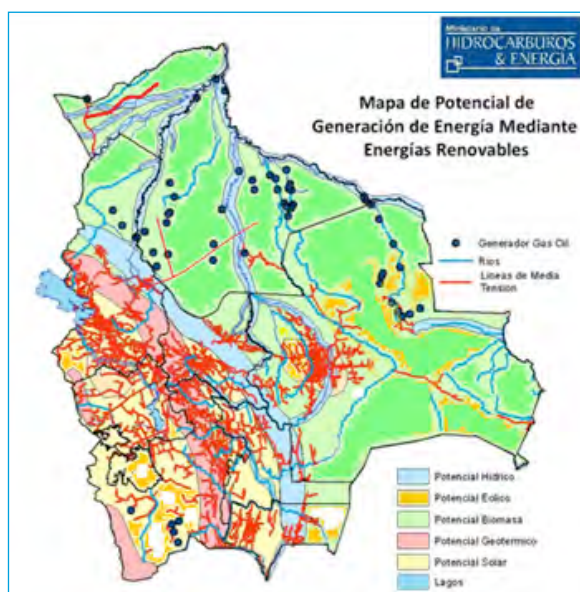 Ministerio de
HIDROCARBUROS
& ENERGÍA
Mapa de Potencial de
Generación de Energía Mediante
Energías Renovables
Generador Gas Oil
Rios
Lineas de Media
Tension
Potencial Hidrico
Potencial Eolico
Potencial Biomasa
Potencial Geotermico
Potencial Solar
Lagos